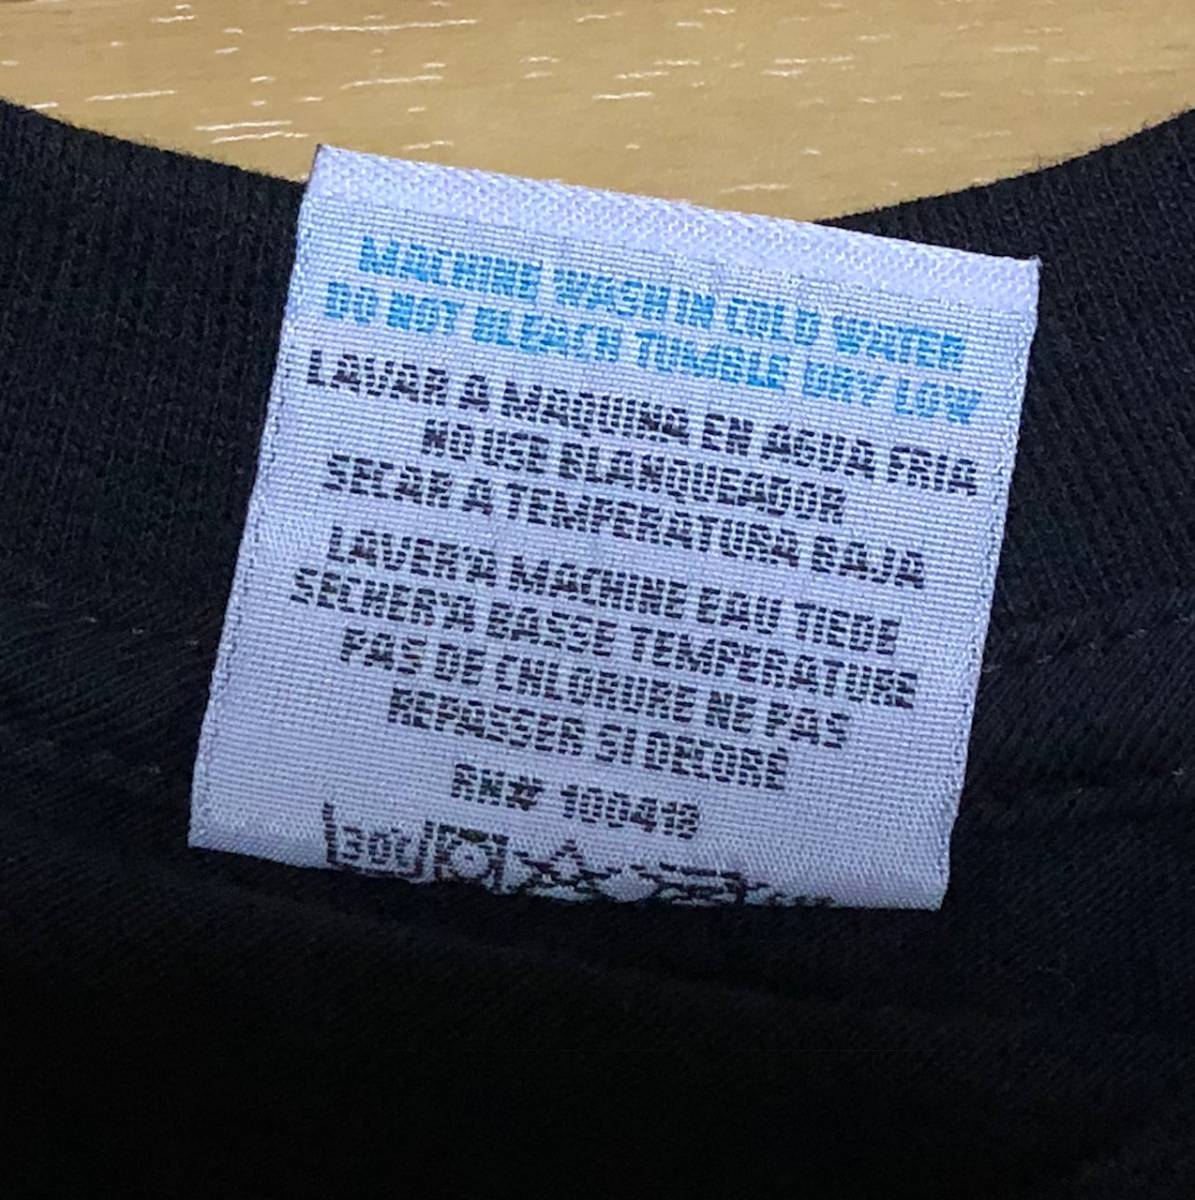 MACHINE WASH IN COLD WATER
DO NOT BLEACH TUMBLE DRY LOW
LAVAR A MAQUINA EN AGUA FRIA
NO USE BLANQUEADOR
SECAR A TEMPERATURA BAJA
LAVER'A MACHINE EAU TIEDE
SECHER'A BASSE TEMPERATURE
PAS DE CHLORURE NE PAS
REPASSER SI DECORÉ
RN# 100418
30C